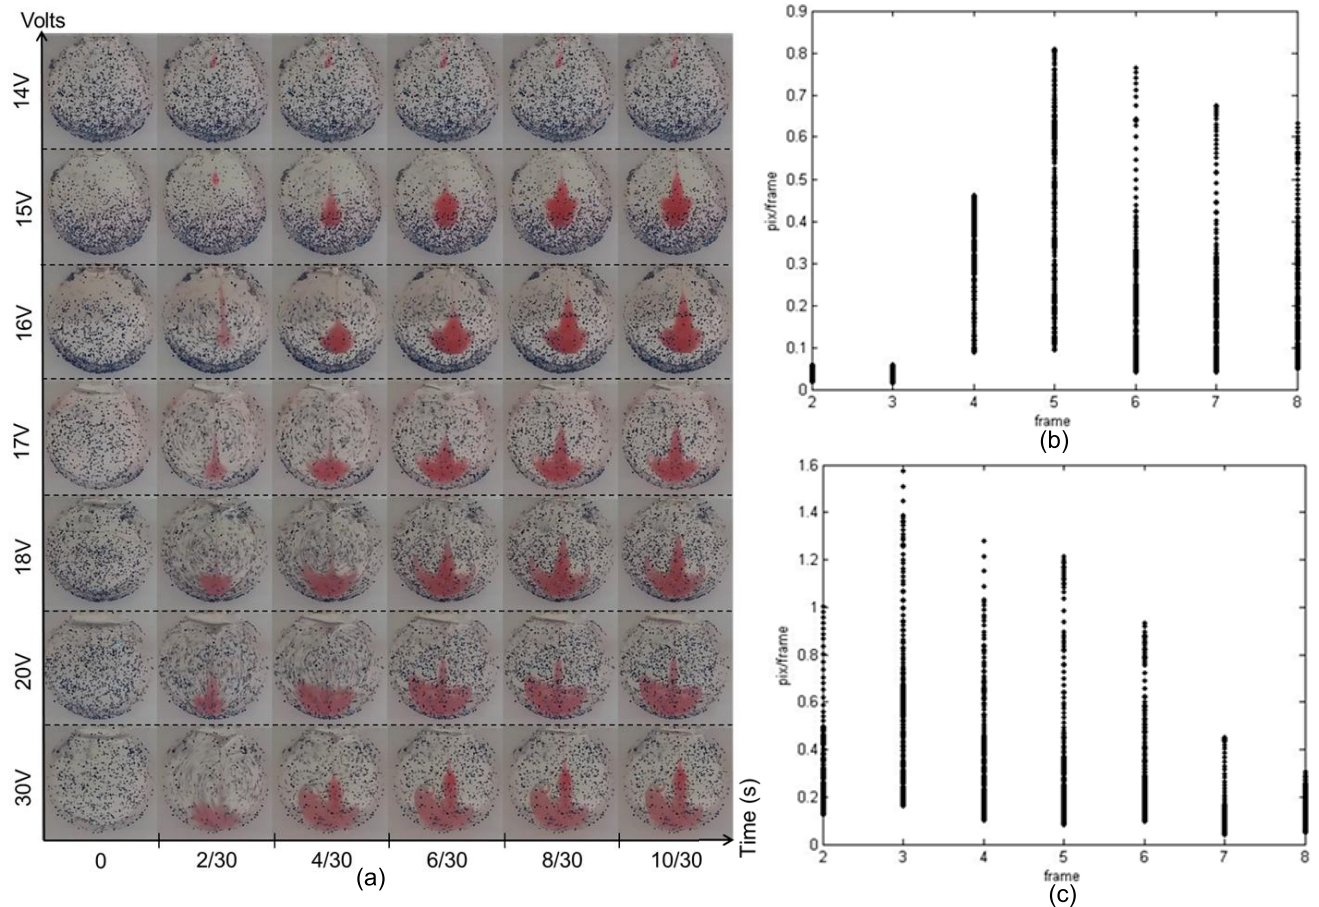 Volts
14V
15V
16V
17V
18V
20V
30V
0 2/30 4/30 6/30 8/30 10/30
Time (s)
(a)
0.9
0.8
0.7
0.6
0.5
0.4
0.3
0.2
0.1
0
pix/frame
2 3 4 5 6 7 8
frame
(b)
1.6
1.4
1.2
1
0.8
0.6
0.4
0.2
0
pix/frame
2 3 4 5 6 7 8
frame
(c)